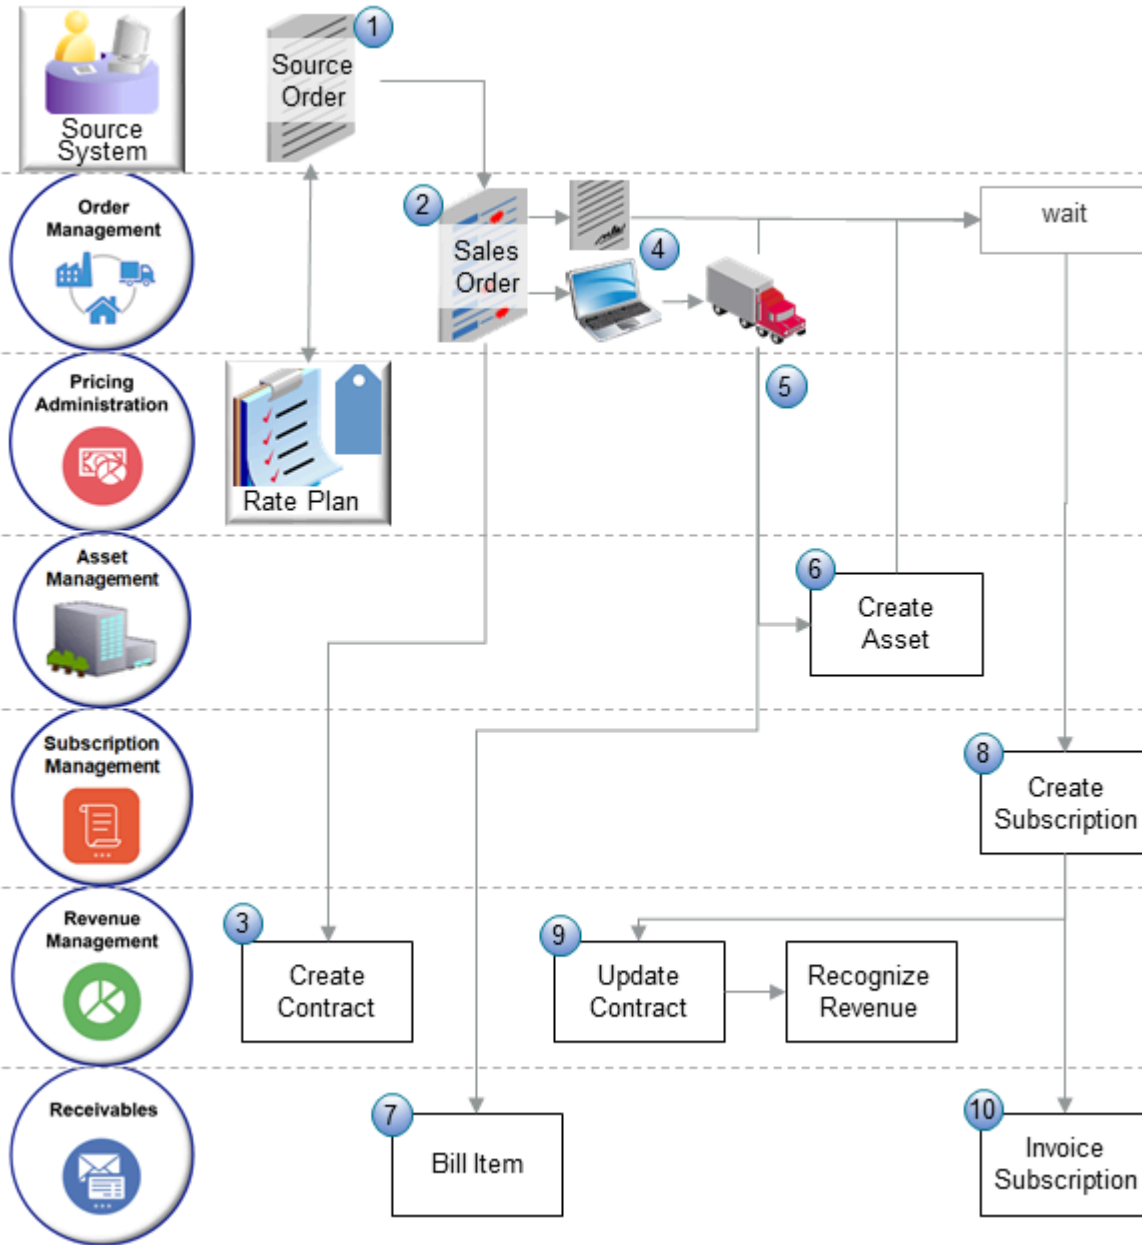 1
Source
Order
Source
System
Order
Management
2
Sales
Order
4
wait
Pricing
Administration
5
Rate Plan
Asset
Management
6
Create
Asset
Subscription
Management
8
Create
Subscription
Revenue
Management
3
Create
Contract
9
Update
Contract
Recognize
Revenue
Receivables
7
Bill Item
10
Invoice
Subscription